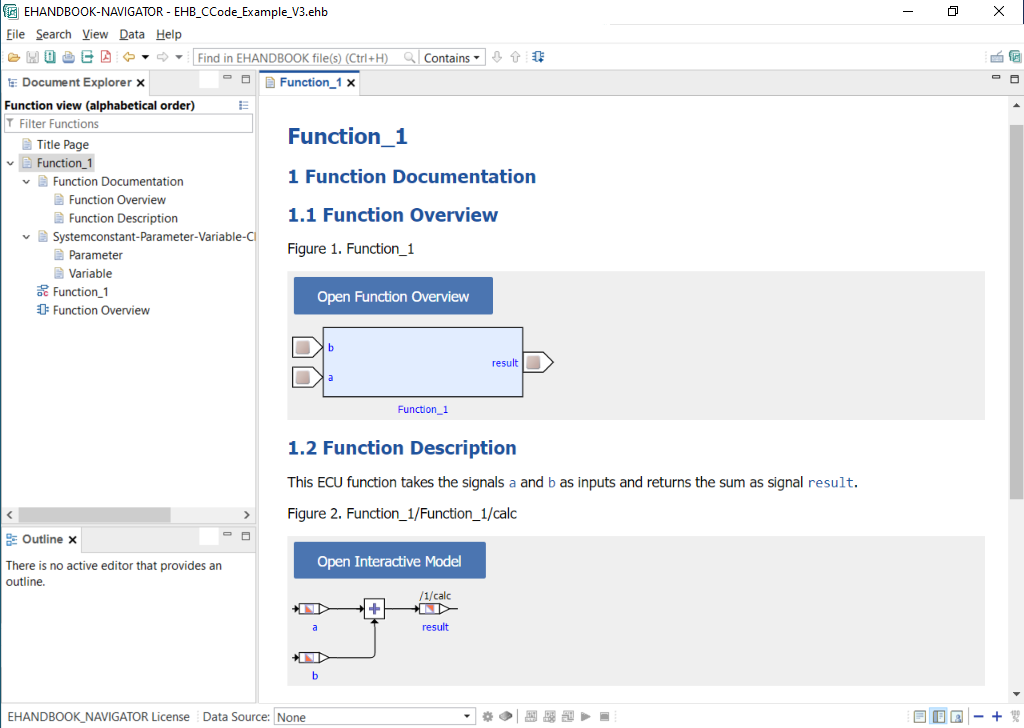 EHANDBOOK-NAVIGATOR - EHB_CCode_Example_V3.ehb
File Search View Data Help
Find in EHANDBOOK file(s) (Ctrl+H) Contains
Document Explorer
Function_1
Function view (alphabetical order)
Filter Functions
Title Page
Function_1
Function Documentation
Function Overview
Function Description
Systemconstant-Parameter-Variable-Cl
Parameter
Variable
Function_1
Function Overview
Outline
There is no active editor that provides an
outline.
Function_1
1 Function Documentation
1.1 Function Overview
Figure 1. Function_1
Open Function Overview
b
result
a
Function_1
1.2 Function Description
This ECU function takes the signals a and b as inputs and returns the sum as signal result.
Figure 2. Function_1/Function_1/calc
Open Interactive Model
/1/calc
a
result
b
EHANDBOOK_NAVIGATOR License Data Source: None